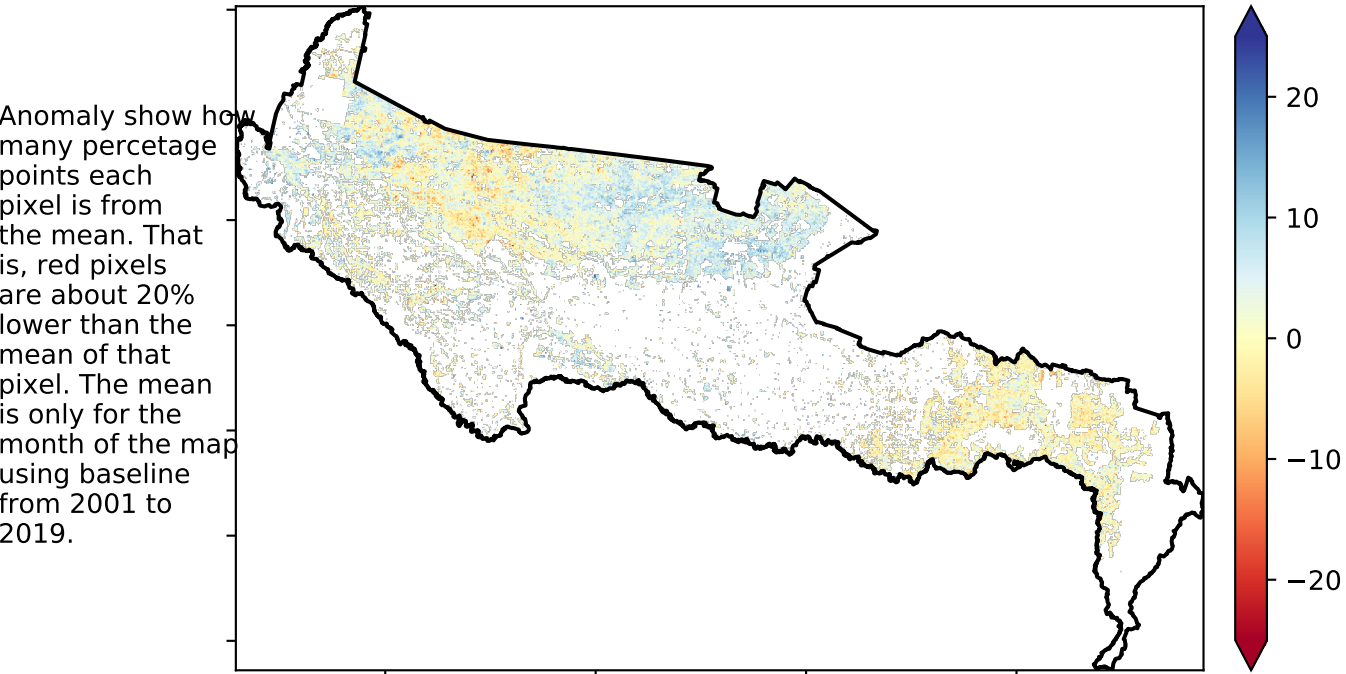 Anomaly show how
many percetage
points each
pixel is from
the mean. That
is, red pixels
are about 20%
lower than the
mean of that
pixel. The mean
is only for the
month of the map
using baseline
from 2001 to
2019.
20
10
0
−10
−20